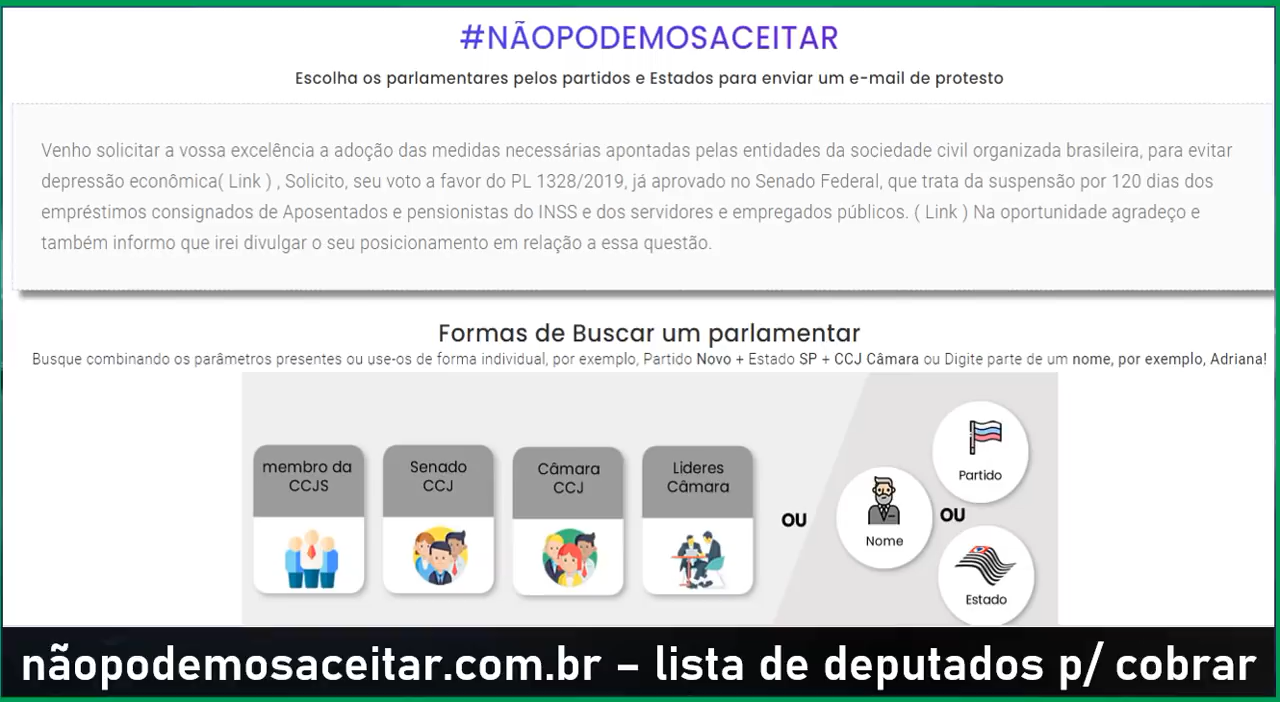 #NÃOPODEMOSACEITAR
Escolha os parlamentares pelos partidos e Estados para enviar um e-mail de protesto
Venho solicitar a vossa excelência a adoção das medidas necessárias apontadas pelas entidades da sociedade civil organizada brasileira, para evitar
depressão econômica( Link ) , Solicito, seu voto a favor do PL 1328/2019, já aprovado no Senado Federal, que trata da suspensão por 120 dias dos
empréstimos consignados de Aposentados e pensionistas do INSS e dos servidores e empregados públicos. ( Link ) Na oportunidade agradeço e
também informo que irei divulgar o seu posicionamento em relação a essa questão.
Formas de Buscar um parlamentar
Busque combinando os parâmetros presentes ou use-os de forma individual, por exemplo, Partido Novo + Estado SP + CCJ Câmara ou Digite parte de um nome, por exemplo, Adriana!
membro da
CCJS
Senado
CCJ
Câmara
CCJ
Lideres
Câmara
OU
Nome
OU
Partido
Estado
nãopodemosaceitar.com.br – lista de deputados p/ cobrar